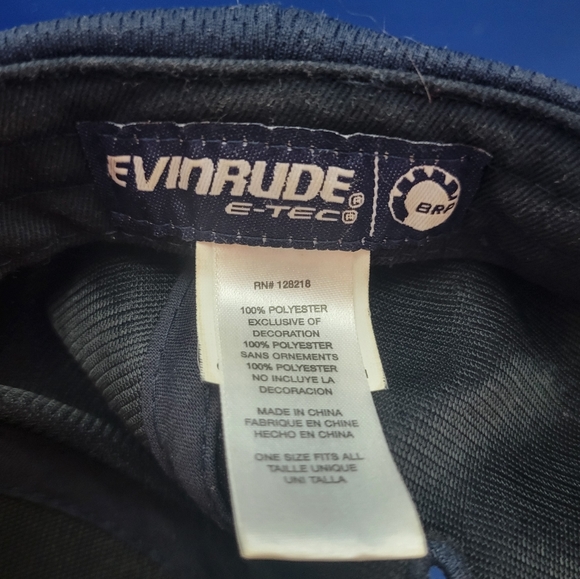 EVINRUDE®
E-TEC®
BRP
RN# 128218
100% POLYESTER
EXCLUSIVE OF
DECORATION
100% POLYESTER
SANS ORNEMENTS
100% POLYESTER
NO INCLUYE LA
DECORACION
MADE IN CHINA
FABRIQUE EN CHINE
HECHO EN CHINA
ONE SIZE FITS ALL
TAILLE UNIQUE
UNI TALLA